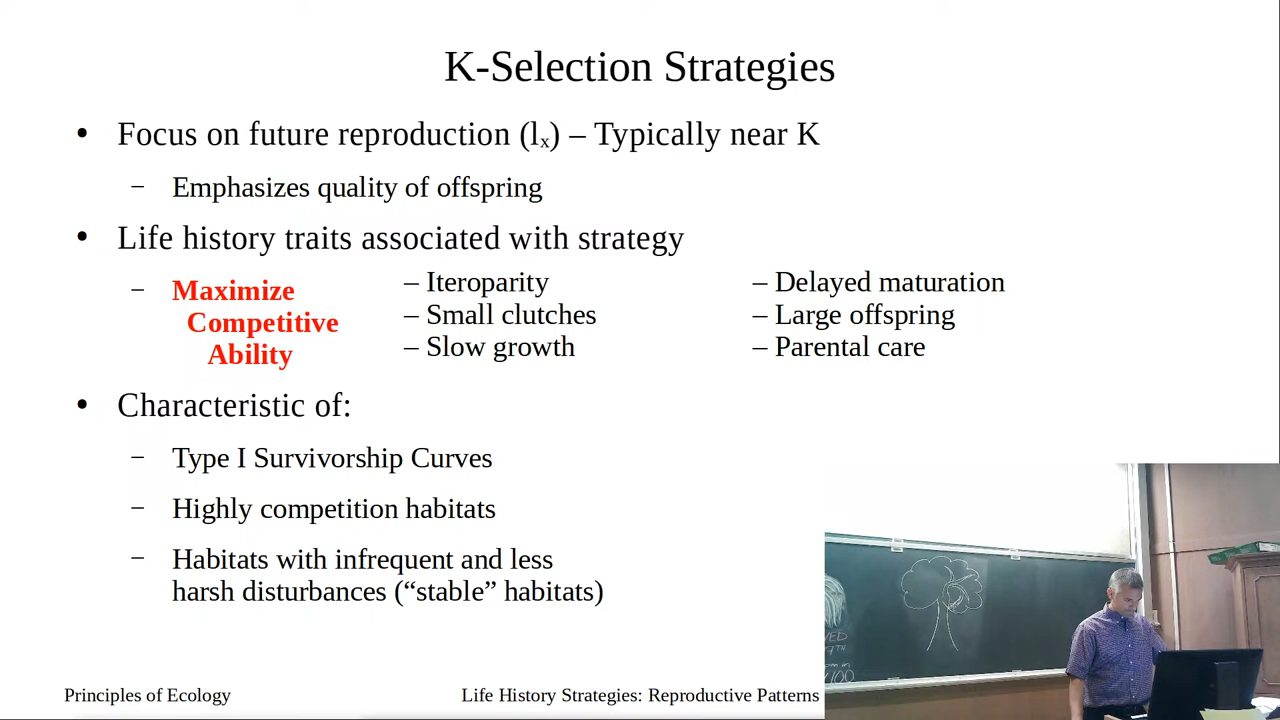 K-Selection Strategies
• Focus on future reproduction (lx) – Typically near K
– Emphasizes quality of offspring
• Life history traits associated with strategy
– Maximize
Competitive
Ability
– Iteroparity
– Small clutches
– Slow growth
– Delayed maturation
– Large offspring
– Parental care
• Characteristic of:
– Type I Survivorship Curves
– Highly competition habitats
– Habitats with infrequent and less
harsh disturbances (“stable” habitats)
Principles of Ecology
Life History Strategies: Reproductive Patterns